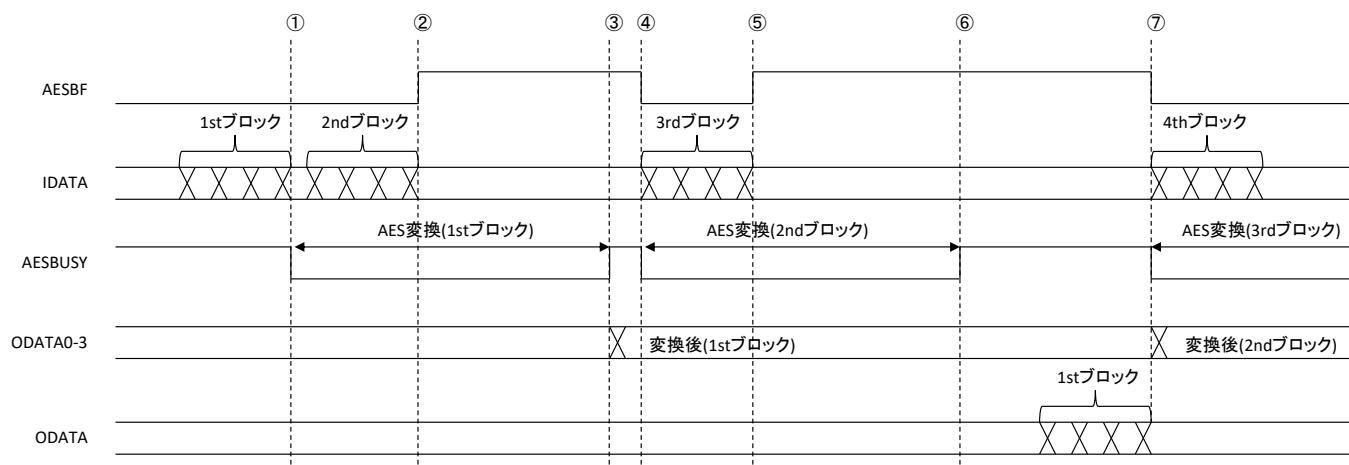 ① ② ③ ④ ⑤ ⑥ ⑦
AESBF
1stブロック 2ndブロック 3rdブロック 4thブロック
IDATA
AES変換(1stブロック) AES変換(2ndブロック) AES変換(3rdブロック)
AESBUSY
ODATA0-3 変換後(1stブロック) 変換後(2ndブロック)
1stブロック
ODATA